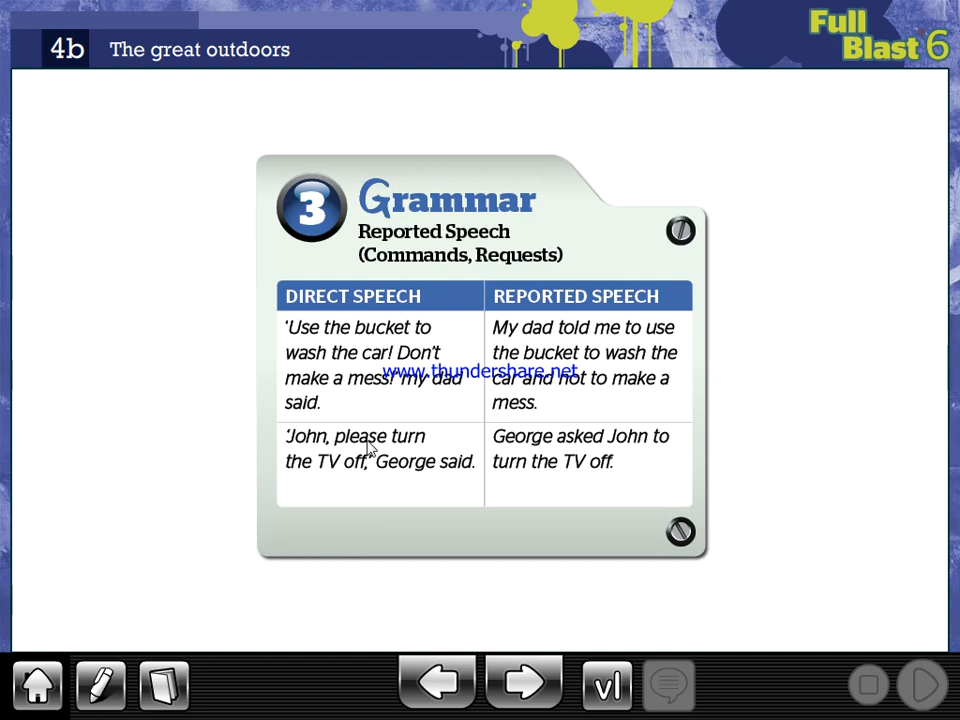 4b The great outdoors
Full
Blast 6
3 Grammar
Reported Speech
(Commands, Requests)
DIRECT SPEECH
REPORTED SPEECH
‘Use the bucket to
wash the car! Don’t
make a mess!’ my dad
said.
My dad told me to use
the bucket to wash the
car and not to make a
mess.
www.thundershare.net
‘John, please turn
the TV off,’ George said.
George asked John to
turn the TV off.
vl